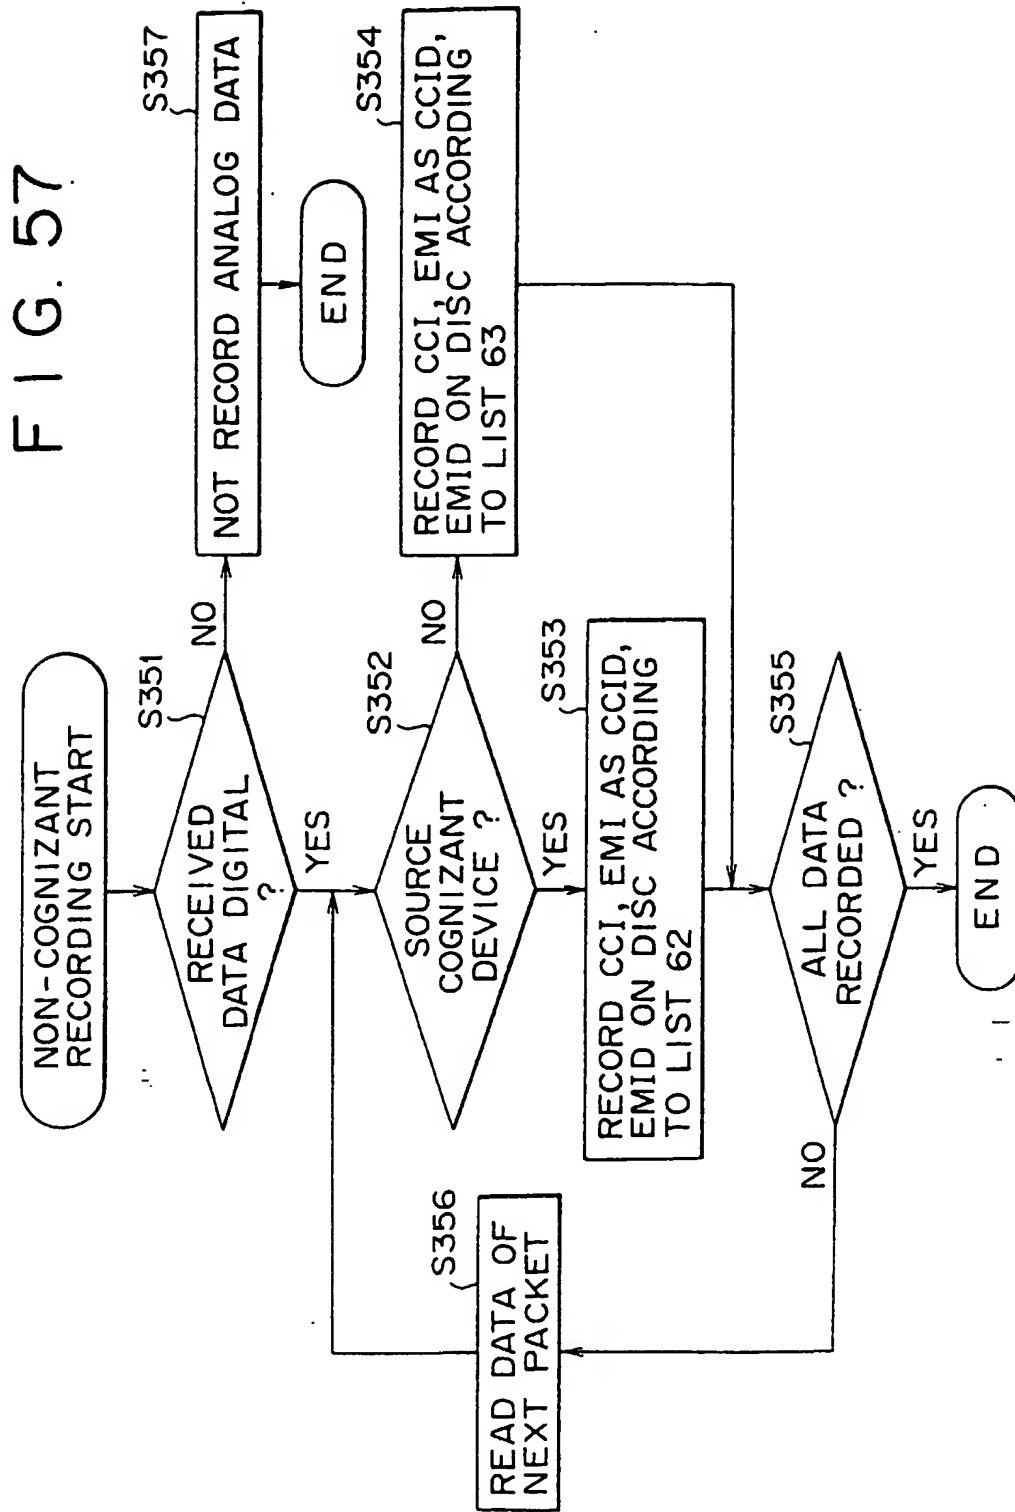 FIG. 57
NON-COGNIZANT
RECORDING START
S351
RECEIVED
DATA DIGITAL
?
NO
YES
S357
NOT RECORD ANALOG DATA
END
S352
SOURCE
COGNIZANT
DEVICE ?
NO
YES
S354
RECORD CCI, EMI AS CCID,
EMID ON DISC ACCORDING
TO LIST 63
S353
RECORD CCI, EMI AS CCID,
EMID ON DISC ACCORDING
TO LIST 62
S355
ALL DATA
RECORDED ?
NO
YES
S356
READ DATA OF
NEXT PACKET
END